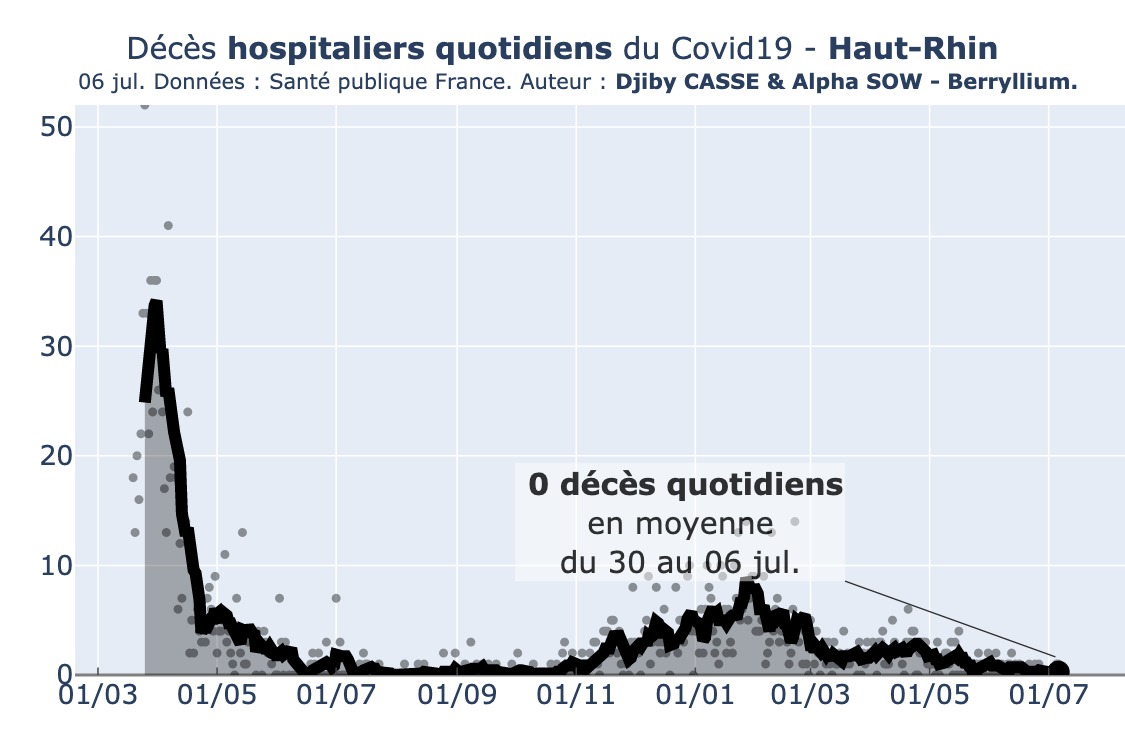 Décès hospitaliers quotidiens du Covid19 - Haut-Rhin
06 jul. Données : Santé publique France. Auteur : Djiby CASSE & Alpha SOW - Berryllium.
50
40
30
20
10
0
0 décès quotidiens
en moyenne
du 30 au 06 jul.
01/03 01/05 01/07 01/09 01/11 01/01 01/03 01/05 01/07